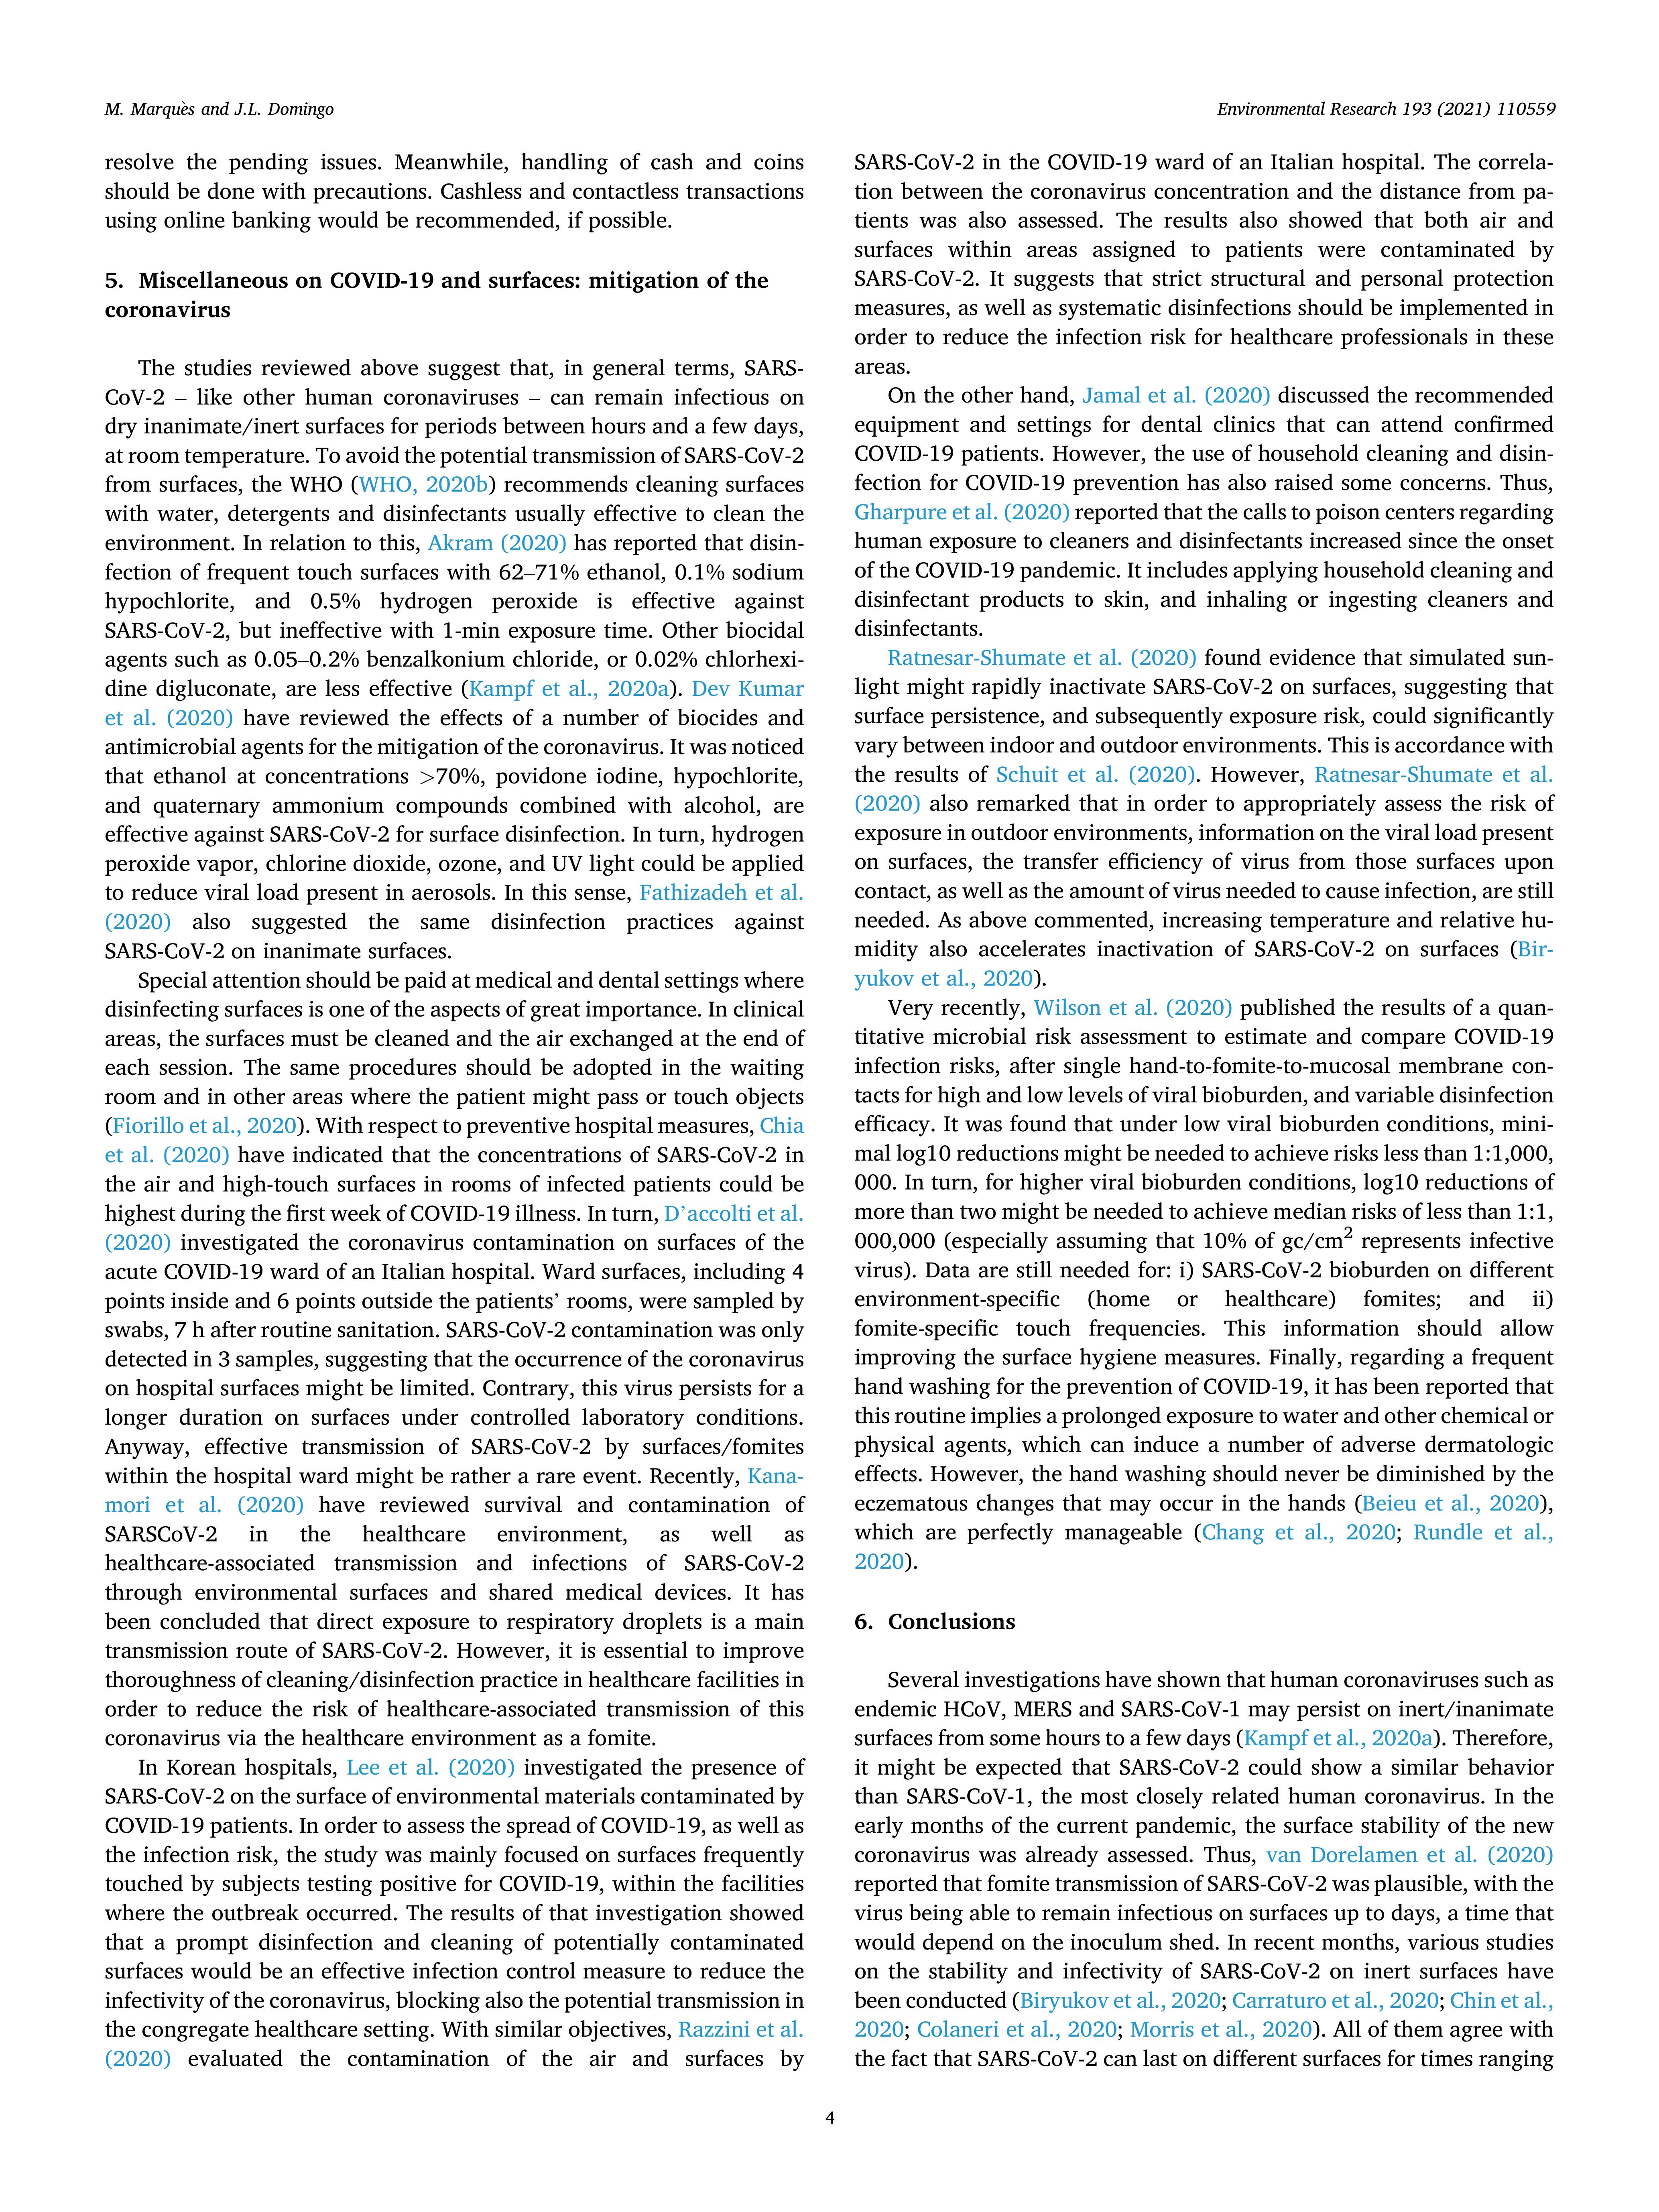 M. Marquès and J.L. Domingo
Environmental Research 193 (2021) 110559
resolve the pending issues. Meanwhile, handling of cash and coins
should be done with precautions. Cashless and contactless transactions
using online banking would be recommended, if possible.
5. Miscellaneous on COVID-19 and surfaces: mitigation of the
coronavirus
The studies reviewed above suggest that, in general terms, SARS-
CoV-2 – like other human coronaviruses – can remain infectious on
dry inanimate/inert surfaces for periods between hours and a few days,
at room temperature. To avoid the potential transmission of SARS-CoV-2
from surfaces, the WHO (WHO, 2020b) recommends cleaning surfaces
with water, detergents and disinfectants usually effective to clean the
environment. In relation to this, Akram (2020) has reported that disin-
fection of frequent touch surfaces with 62–71% ethanol, 0.1% sodium
hypochlorite, and 0.5% hydrogen peroxide is effective against
SARS-CoV-2, but ineffective with 1-min exposure time. Other biocidal
agents such as 0.05–0.2% benzalkonium chloride, or 0.02% chlorhexi-
dine digluconate, are less effective (Kampf et al., 2020a). Dev Kumar
et al. (2020) have reviewed the effects of a number of biocides and
antimicrobial agents for the mitigation of the coronavirus. It was noticed
that ethanol at concentrations >70%, povidone iodine, hypochlorite,
and quaternary ammonium compounds combined with alcohol, are
effective against SARS-CoV-2 for surface disinfection. In turn, hydrogen
peroxide vapor, chlorine dioxide, ozone, and UV light could be applied
to reduce viral load present in aerosols. In this sense, Fathizadeh et al.
(2020) also suggested the same disinfection practices against
SARS-CoV-2 on inanimate surfaces.
Special attention should be paid at medical and dental settings where
disinfecting surfaces is one of the aspects of great importance. In clinical
areas, the surfaces must be cleaned and the air exchanged at the end of
each session. The same procedures should be adopted in the waiting
room and in other areas where the patient might pass or touch objects
(Fiorillo et al., 2020). With respect to preventive hospital measures, Chia
et al. (2020) have indicated that the concentrations of SARS-CoV-2 in
the air and high-touch surfaces in rooms of infected patients could be
highest during the first week of COVID-19 illness. In turn, D’accolti et al.
(2020) investigated the coronavirus contamination on surfaces of the
acute COVID-19 ward of an Italian hospital. Ward surfaces, including 4
points inside and 6 points outside the patients’ rooms, were sampled by
swabs, 7 h after routine sanitation. SARS-CoV-2 contamination was only
detected in 3 samples, suggesting that the occurrence of the coronavirus
on hospital surfaces might be limited. Contrary, this virus persists for a
longer duration on surfaces under controlled laboratory conditions.
Anyway, effective transmission of SARS-CoV-2 by surfaces/fomites
within the hospital ward might be rather a rare event. Recently, Kana-
mori et al. (2020) have reviewed survival and contamination of
SARSCoV-2 in the healthcare environment, as well as
healthcare-associated transmission and infections of SARS-CoV-2
through environmental surfaces and shared medical devices. It has
been concluded that direct exposure to respiratory droplets is a main
transmission route of SARS-CoV-2. However, it is essential to improve
thoroughness of cleaning/disinfection practice in healthcare facilities in
order to reduce the risk of healthcare-associated transmission of this
coronavirus via the healthcare environment as a fomite.
In Korean hospitals, Lee et al. (2020) investigated the presence of
SARS-CoV-2 on the surface of environmental materials contaminated by
COVID-19 patients. In order to assess the spread of COVID-19, as well as
the infection risk, the study was mainly focused on surfaces frequently
touched by subjects testing positive for COVID-19, within the facilities
where the outbreak occurred. The results of that investigation showed
that a prompt disinfection and cleaning of potentially contaminated
surfaces would be an effective infection control measure to reduce the
infectivity of the coronavirus, blocking also the potential transmission in
the congregate healthcare setting. With similar objectives, Razzini et al.
(2020) evaluated the contamination of the air and surfaces by
SARS-CoV-2 in the COVID-19 ward of an Italian hospital. The correla-
tion between the coronavirus concentration and the distance from pa-
tients was also assessed. The results also showed that both air and
surfaces within areas assigned to patients were contaminated by
SARS-CoV-2. It suggests that strict structural and personal protection
measures, as well as systematic disinfections should be implemented in
order to reduce the infection risk for healthcare professionals in these
areas.
On the other hand, Jamal et al. (2020) discussed the recommended
equipment and settings for dental clinics that can attend confirmed
COVID-19 patients. However, the use of household cleaning and disin-
fection for COVID-19 prevention has also raised some concerns. Thus,
Gharpure et al. (2020) reported that the calls to poison centers regarding
human exposure to cleaners and disinfectants increased since the onset
of the COVID-19 pandemic. It includes applying household cleaning and
disinfectant products to skin, and inhaling or ingesting cleaners and
disinfectants.
Ratnesar-Shumate et al. (2020) found evidence that simulated sun-
light might rapidly inactivate SARS-CoV-2 on surfaces, suggesting that
surface persistence, and subsequently exposure risk, could significantly
vary between indoor and outdoor environments. This is accordance with
the results of Schuit et al. (2020). However, Ratnesar-Shumate et al.
(2020) also remarked that in order to appropriately assess the risk of
exposure in outdoor environments, information on the viral load present
on surfaces, the transfer efficiency of virus from those surfaces upon
contact, as well as the amount of virus needed to cause infection, are still
needed. As above commented, increasing temperature and relative hu-
midity also accelerates inactivation of SARS-CoV-2 on surfaces (Bir-
yukov et al., 2020).
Very recently, Wilson et al. (2020) published the results of a quan-
titative microbial risk assessment to estimate and compare COVID-19
infection risks, after single hand-to-fomite-to-mucosal membrane con-
tacts for high and low levels of viral bioburden, and variable disinfection
efficacy. It was found that under low viral bioburden conditions, mini-
mal log10 reductions might be needed to achieve risks less than 1:1,000,
000. In turn, for higher viral bioburden conditions, log10 reductions of
more than two might be needed to achieve median risks of less than 1:1,
000,000 (especially assuming that 10% of gc/cm² represents infective
virus). Data are still needed for: i) SARS-CoV-2 bioburden on different
environment-specific (home or healthcare) fomites; and ii)
fomite-specific touch frequencies. This information should allow
improving the surface hygiene measures. Finally, regarding a frequent
hand washing for the prevention of COVID-19, it has been reported that
this routine implies a prolonged exposure to water and other chemical or
physical agents, which can induce a number of adverse dermatologic
effects. However, the hand washing should never be diminished by the
eczematous changes that may occur in the hands (Beieu et al., 2020),
which are perfectly manageable (Chang et al., 2020; Rundle et al.,
2020).
6. Conclusions
Several investigations have shown that human coronaviruses such as
endemic HCoV, MERS and SARS-CoV-1 may persist on inert/inanimate
surfaces from some hours to a few days (Kampf et al., 2020a). Therefore,
it might be expected that SARS-CoV-2 could show a similar behavior
than SARS-CoV-1, the most closely related human coronavirus. In the
early months of the current pandemic, the surface stability of the new
coronavirus was already assessed. Thus, van Dorelamen et al. (2020)
reported that fomite transmission of SARS-CoV-2 was plausible, with the
virus being able to remain infectious on surfaces up to days, a time that
would depend on the inoculum shed. In recent months, various studies
on the stability and infectivity of SARS-CoV-2 on inert surfaces have
been conducted (Biryukov et al., 2020; Carraturo et al., 2020; Chin et al.,
2020; Colaneri et al., 2020; Morris et al., 2020). All of them agree with
the fact that SARS-CoV-2 can last on different surfaces for times ranging
4